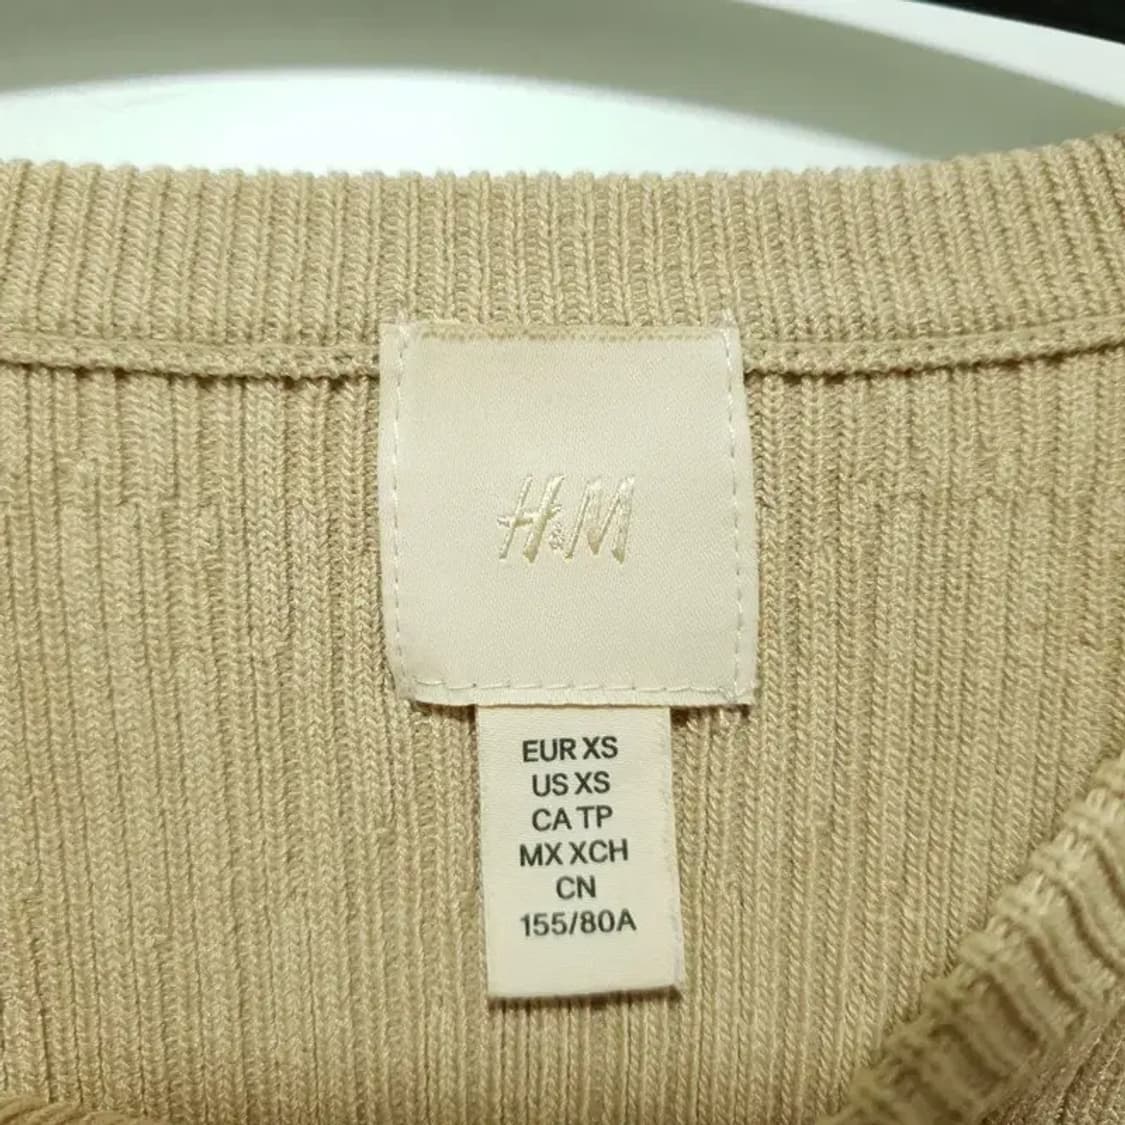 H&M
EUR XS
US XS
CA TP
MX XCH
CN
155/80A